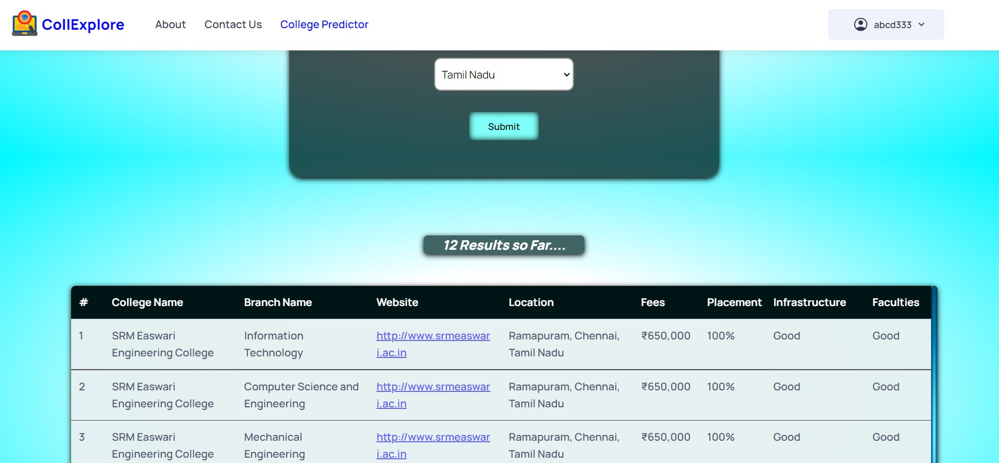 CollExplore About Contact Us College Predictor abcd333
Tamil Nadu
Submit
12 Results so Far....
# College Name Branch Name Website Location Fees Placement Infrastructure Faculties
1 SRM Easwari Information http://www.srmeaswar Ramapuram, Chennai, ₹650,000 100% Good Good
Engineering College Technology i.ac.in Tamil Nadu
2 SRM Easwari Computer Science and http://www.srmeaswar Ramapuram, Chennai, ₹650,000 100% Good Good
Engineering College Engineering i.ac.in Tamil Nadu
3 SRM Easwari Mechanical http://www.srmeaswar Ramapuram, Chennai, ₹650,000 100% Good Good
Engineering College Engineering i.ac.in Tamil Nadu